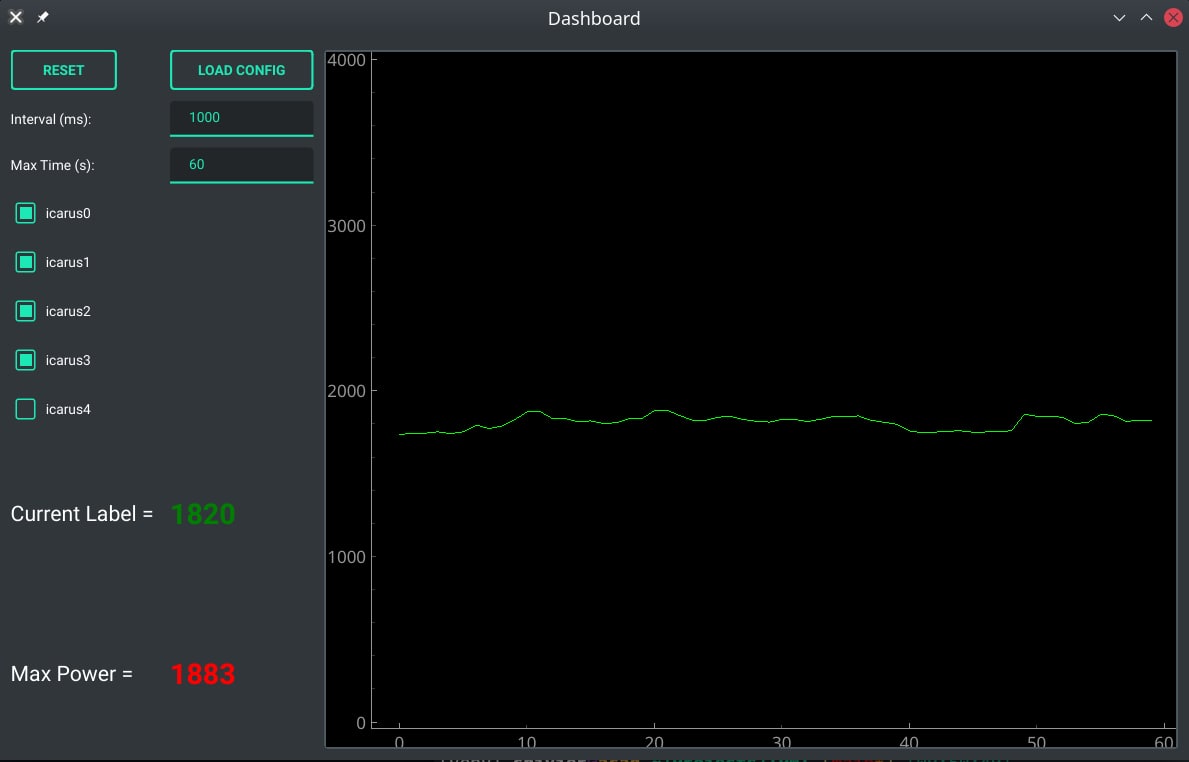 Dashboard
RESET
LOAD CONFIG
Interval (ms):
1000
Max Time (s):
60
icarus0
icarus1
icarus2
icarus3
icarus4
Current Label = 1820
Max Power = 1883
4000
3000
2000
1000
0
0 10 20 30 40 50 60